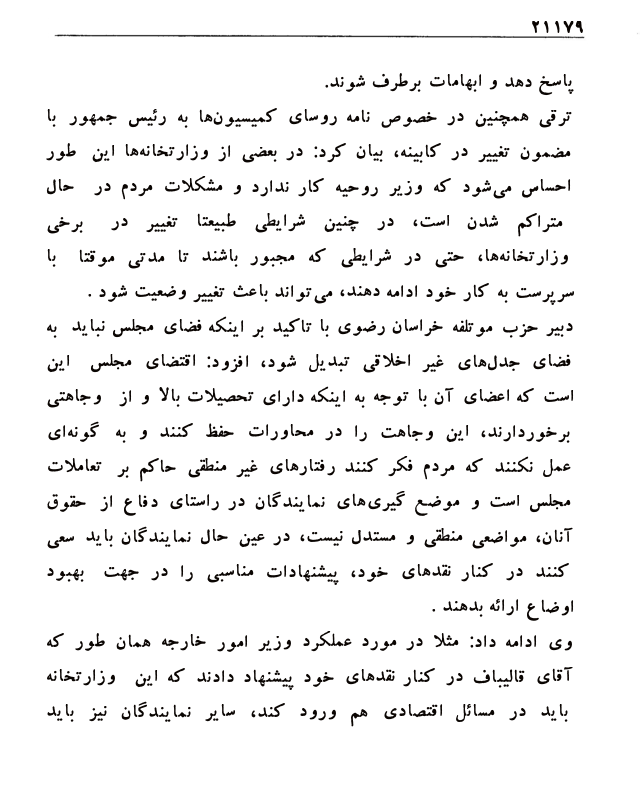 ۲۱۱۷۹
پاسخ دهد و ابهامات برطرف شوند.
ترقی همچنین در خصوص نامه روسای کمیسیون‌ها به رئیس جمهور با
مضمون تغییر در کابینه، بیان کرد: در بعضی از وزارتخانه‌ها این طور
احساس می‌شود که وزیر روحیه کار ندارد و مشکلات مردم در حال
متراکم شدن است، در چنین شرایطی طبیعتا تغییر در برخی
وزارتخانه‌ها، حتی در شرایطی که مجبور باشند تا مدتی موقتا با
سرپرست به کار خود ادامه دهند، می‌تواند باعث تغییر وضعیت شود .
دبیر حزب موتلفه خراسان رضوی با تاکید بر اینکه فضای مجلس نباید به
فضای جدل‌های غیر اخلاقی تبدیل شود، افزود: اقتضای مجلس این
است که اعضای آن با توجه به اینکه دارای تحصیلات بالا و از وجاهتی
برخوردارند، این وجاهت را در محاورات حفظ کنند و به گونه‌ای
عمل نکنند که مردم فکر کنند رفتارهای غیر منطقی حاکم بر تعاملات
مجلس است و موضع گیری‌های نمایندگان در راستای دفاع از حقوق
آنان، مواضعی منطقی و مستدل نیست، در عین حال نمایندگان باید سعی
کنند در کنار نقدهای خود، پیشنهادات مناسبی را در جهت بهبود
اوضاع ارائه بدهند .
وی ادامه داد: مثلا در مورد عملکرد وزیر امور خارجه همان طور که
آقای قالیباف در کنار نقدهای خود پیشنهاد دادند که این وزارتخانه
باید در مسائل اقتصادی هم ورود کند، سایر نمایندگان نیز باید